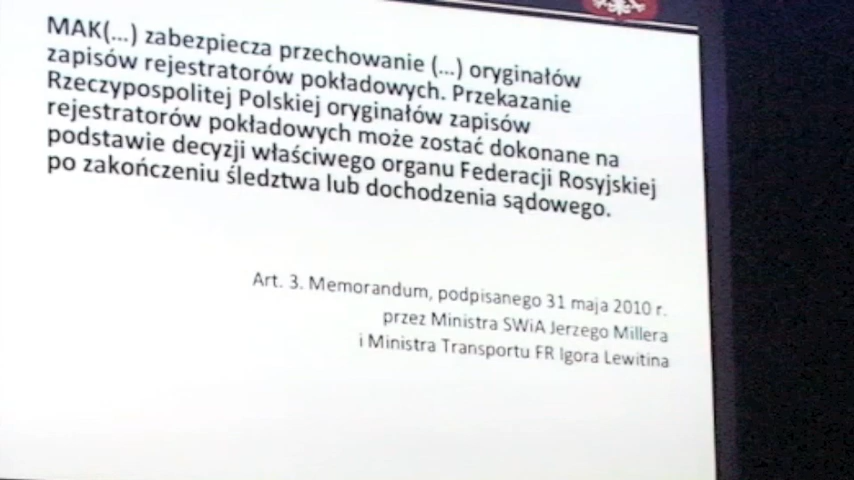 MAK(...) zabezpiecza przechowanie (...) oryginałów
zapisów rejestratorów pokładowych. Przekazanie
Rzeczypospolitej Polskiej oryginałów zapisów
rejestratorów pokładowych może zostać dokonane na
podstawie decyzji właściwego organu Federacji Rosyjskiej
po zakończeniu śledztwa lub dochodzenia sądowego.
Art. 3. Memorandum, podpisanego 31 maja 2010 r.
przez Ministra SWiA Jerzego Millera
i Ministra Transportu FR Igora Lewitina